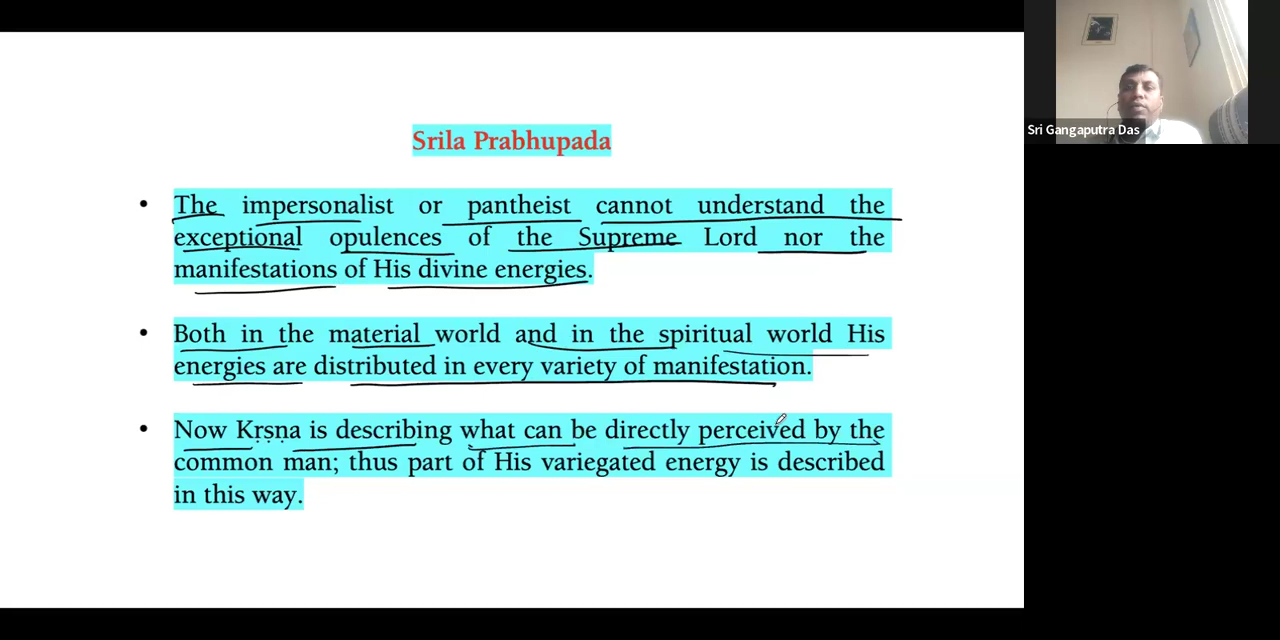 Srila Prabhupada
• The impersonalist or pantheist cannot understand the
exceptional opulences of the Supreme Lord nor the
manifestations of His divine energies.
• Both in the material world and in the spiritual world His
energies are distributed in every variety of manifestation.
• Now Kṛṣṇa is describing what can be directly perceived by the
common man; thus part of His variegated energy is described
in this way.
Sri Gangaputra Das